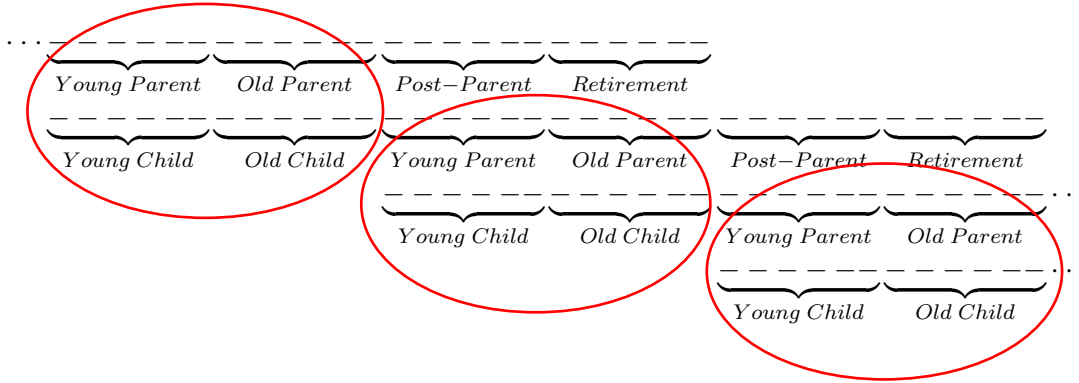 ... Young Parent Old Parent Post−Parent Retirement
Young Child Old Child Young Parent Old Parent Post−Parent Retirement
Young Child Old Child Young Parent Old Parent ...
Young Child Old Child ...